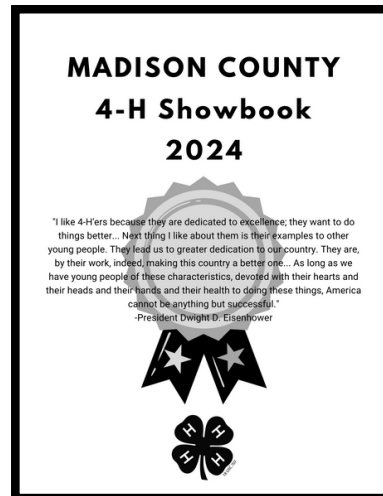 MADISON COUNTY
4-H Showbook
2024
"I like 4-H'ers because they are dedicated to excellence; they want to do
things better... Next thing I like about them is their examples to other
young people. They lead us to greater dedication to our country. They are,
by their work, indeed, making this country a better one... As long as we
have young people of these characteristics, devoted with their hearts and
their heads and their hands and their health to doing these things, America
cannot be anything but successful."
-President Dwight D. Eisenhower
H H
H H